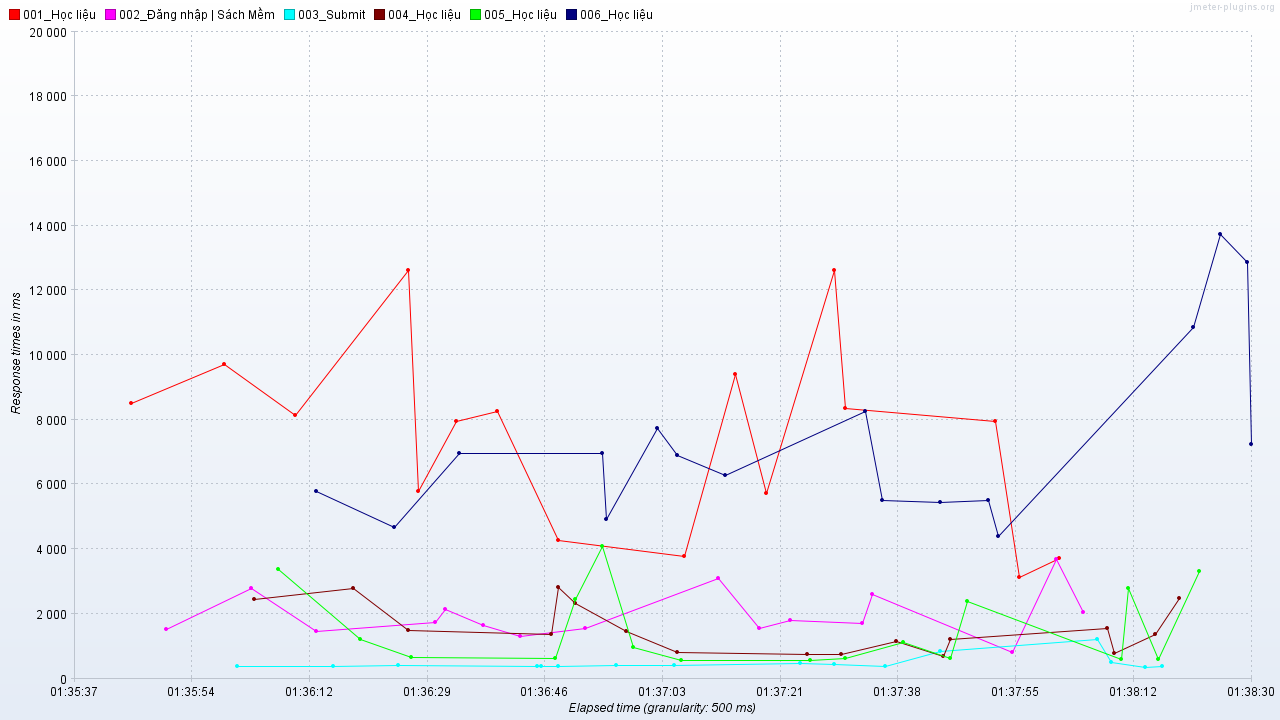 001_Học liệu 002_Đăng nhập | Sách Mềm 003_Submit 004_Học liệu 005_Học liệu 006_Học liệu
jmeter-plugins.org
20 000
18 000
16 000
14 000
12 000
10 000
8 000
6 000
4 000
2 000
0
Response times in ms
01:35:37 01:35:54 01:36:12 01:36:29 01:36:46 01:37:03 01:37:21 01:37:38 01:37:55 01:38:12 01:38:30
Elapsed time (granularity: 500 ms)